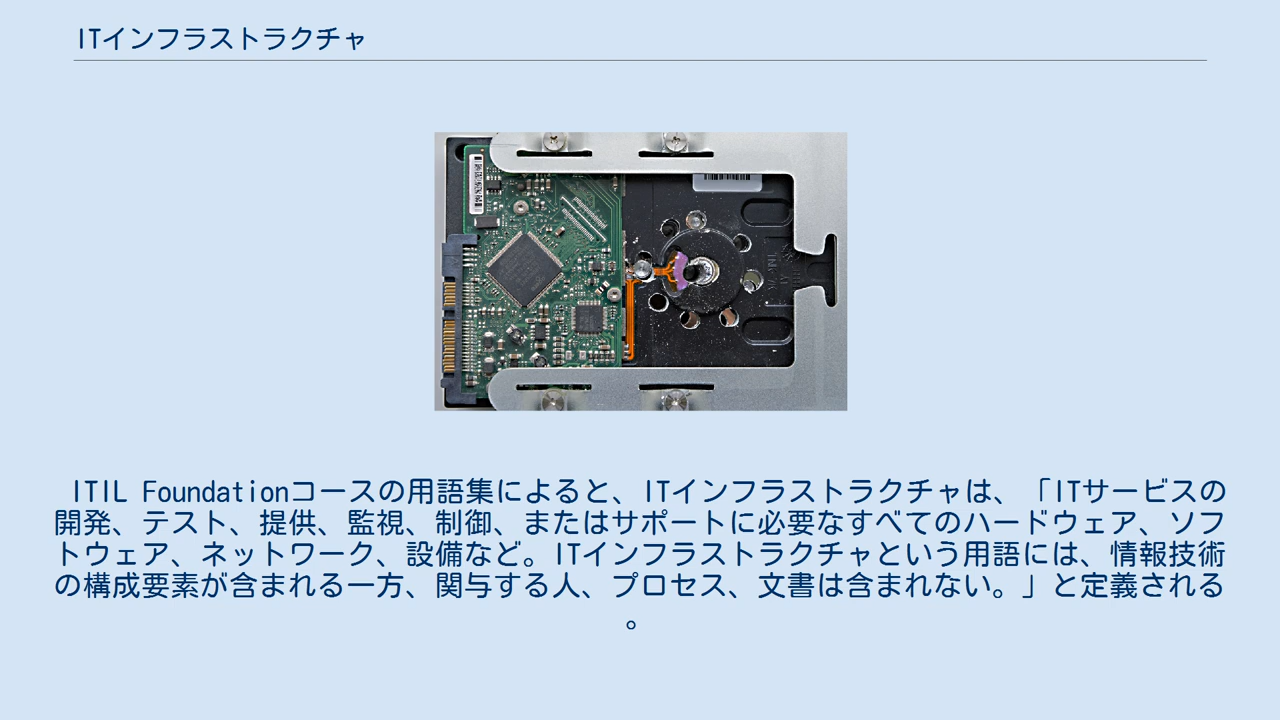 ITインフラストラクチャ
ITIL Foundationコースの用語集によると、ITインフラストラクチャは、「ITサービスの
開発、テスト、提供、監視、制御、またはサポートに必要なすべてのハードウェア、ソフ
トウェア、ネットワーク、設備など。ITインフラストラクチャという用語には、情報技術
の構成要素が含まれる一方、関与する人、プロセス、文書は含まれない。」と定義される
。